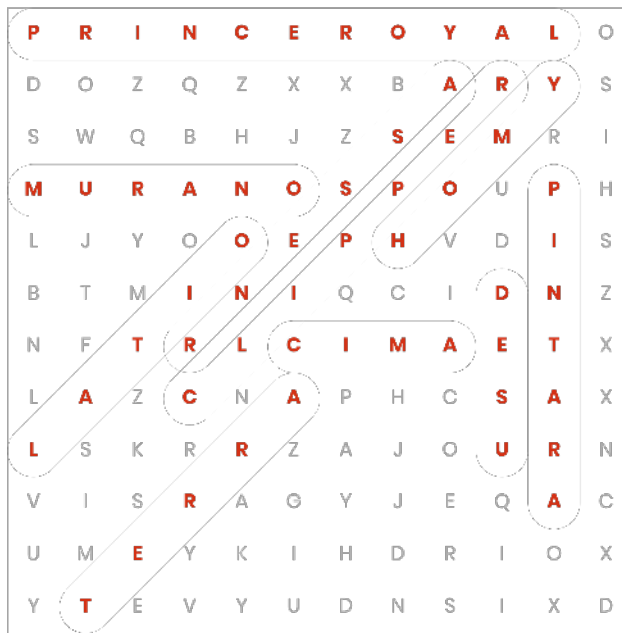 P R I N C E R O Y A L O
D O Z Q Z X X B A R Y S
S W Q B H J Z S E M R I
M U R A N O S P O U P H
L J Y O O E P H V D I S
B T M I N I Q C I D N Z
N F T R L C I M A E T X
L A Z C N A P H C S A X
L S K R R Z A J O U R N
V I S R A G Y J E Q A C
U M E Y K I H D R I O X
Y T E V Y U D N S I X D